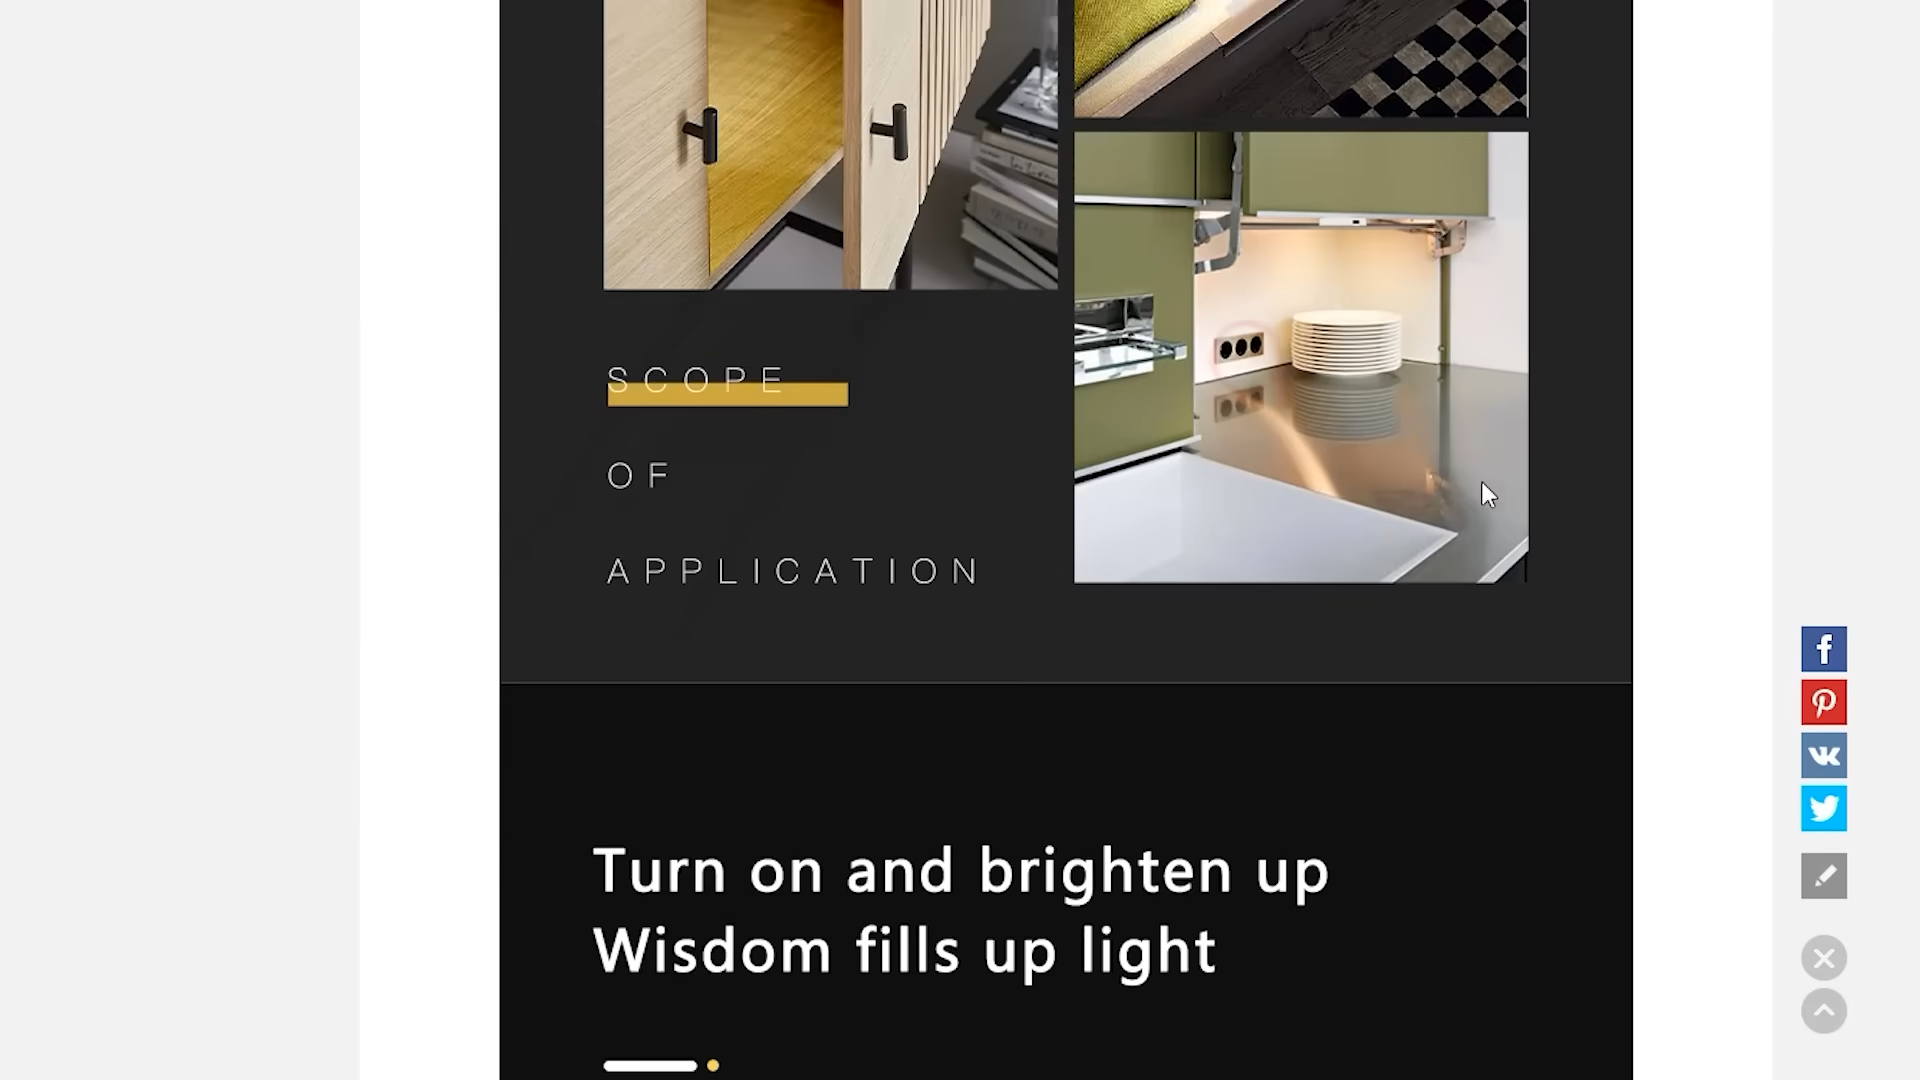 SCOPE
OF
APPLICATION
Turn on and brighten up
Wisdom fills up light